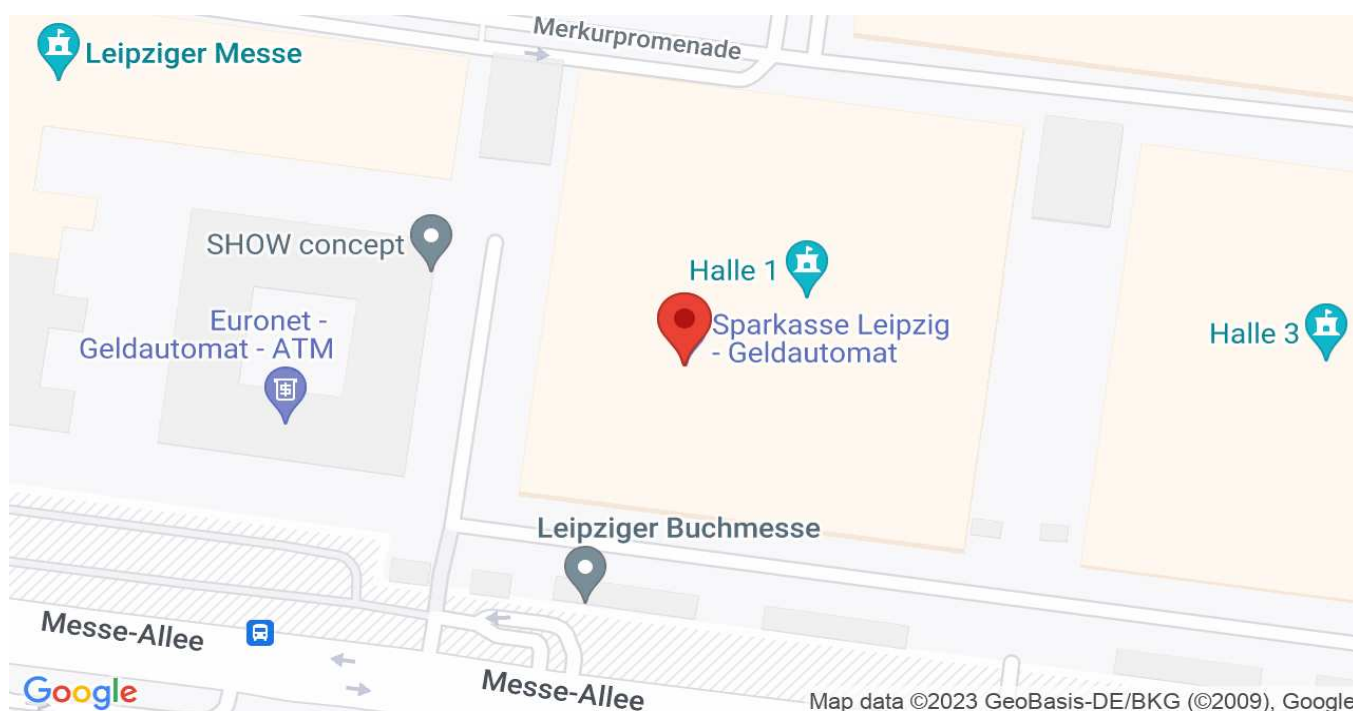 Merkurpromenade
Leipziger Messe
SHOW concept
Halle 1
Euronet -
Geldautomat - ATM
Sparkasse Leipzig
- Geldautomat
Halle 3
Leipziger Buchmesse
Messe-Allee
Messe-Allee
Google
Map data ©2023 GeoBasis-DE/BKG (©2009), Google